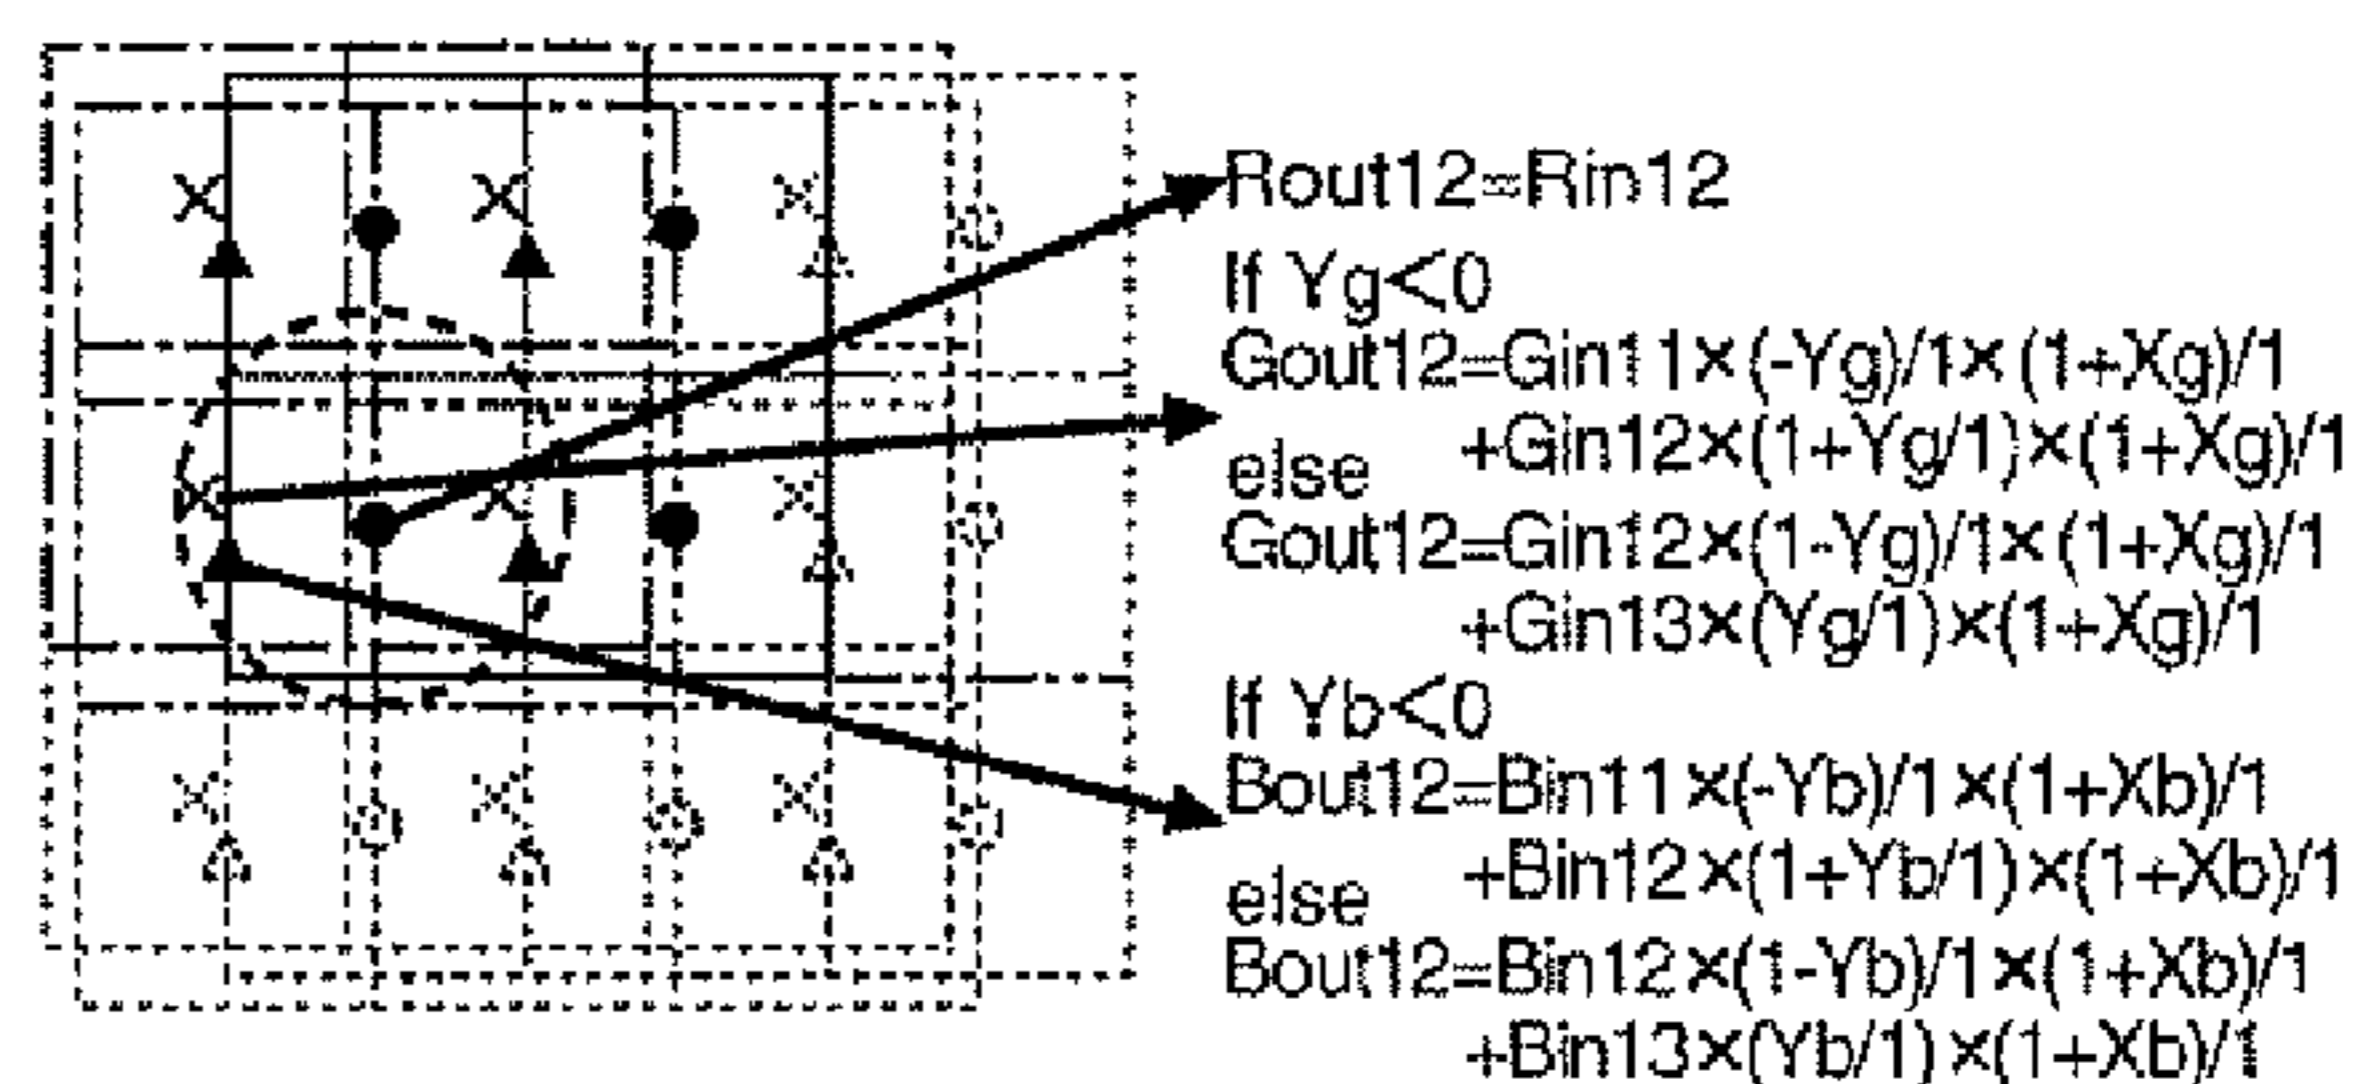 Rout12=Rin12
If Yg<0
Gout12=Gin11×(-Yg)/1×(1+Xg)/1
+Gin12×(1+Yg/1)×(1+Xg)/1
else
Gout12=Gin12×(1-Yg)/1×(1+Xg)/1
+Gin13×(Yg/1)×(1+Xg)/1
If Yb<0
Bout12=Bin11×(-Yb)/1×(1+Xb)/1
+Bin12×(1+Yb/1)×(1+Xb)/1
else
Bout12=Bin12×(1-Yb)/1×(1+Xb)/1
+Bin13×(Yb/1)×(1+Xb)/1